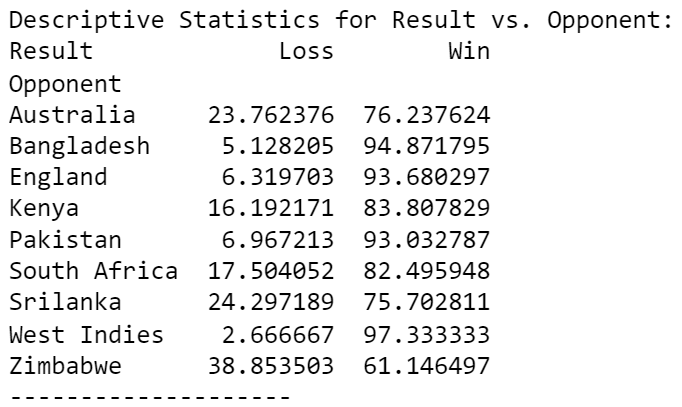 Descriptive Statistics for Result vs. Opponent:
Result Loss Win
Opponent
Australia 23.762376 76.237624
Bangladesh 5.128205 94.871795
England 6.319703 93.680297
Kenya 16.192171 83.807829
Pakistan 6.967213 93.032787
South Africa 17.504052 82.495948
Srilanka 24.297189 75.702811
West Indies 2.666667 97.333333
Zimbabwe 38.853503 61.146497
--------------------